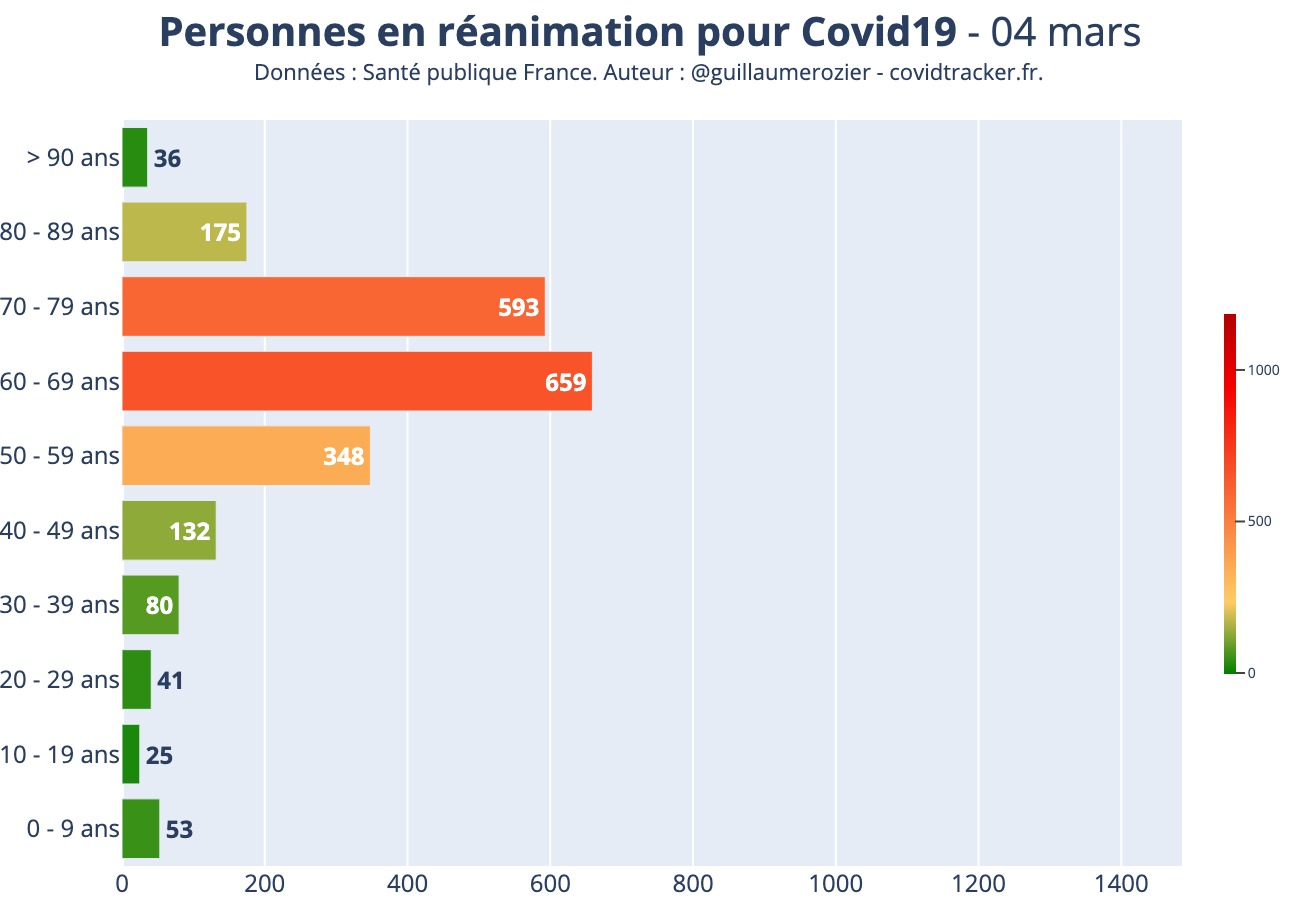 Personnes en réanimation pour Covid19 - 04 mars
Données : Santé publique France. Auteur : @guillaumerozier - covidtracker.fr.
> 90 ans 36
80 - 89 ans 175
70 - 79 ans 593
60 - 69 ans 659
50 - 59 ans 348
40 - 49 ans 132
30 - 39 ans 80
20 - 29 ans 41
10 - 19 ans 25
0 - 9 ans 53
0 200 400 600 800 1000 1200 1400
1000
500
0